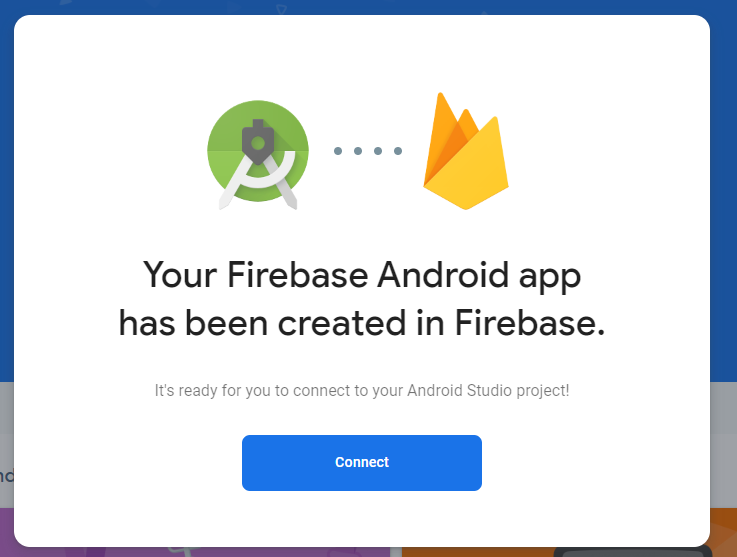 Your Firebase Android app
has been created in Firebase.
It's ready for you to connect to your Android Studio project!
Connect